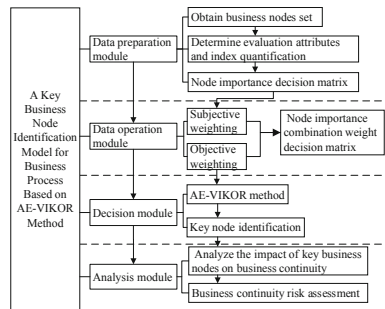 A Key
Business
Node
Identification
Model for
Business
Process
Based on
AE-VIKOR
Method
Data preparation
module
Obtain business nodes set
Determine evaluation attributes
and index quantification
Node importance decision matrix
Data operation
module
Subjective
weighting
Objective
weighting
Node importance
combination weight
decision matrix
Decision module
AE-VIKOR method
Key node identification
Analysis module
Analyze the impact of key business
nodes on business continuity
Business continuity risk assessment